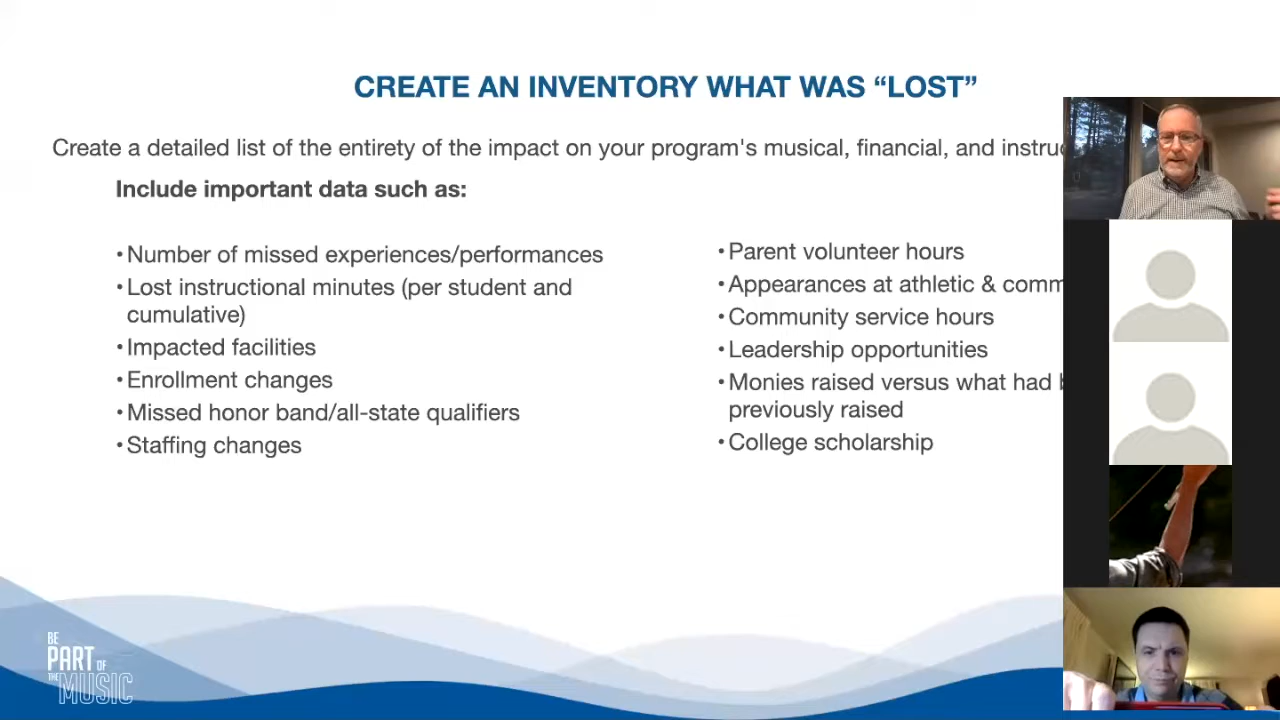 CREATE AN INVENTORY WHAT WAS “LOST”
Create a detailed list of the entirety of the impact on your program's musical, financial, and
Include important data such as:
• Number of missed experiences/performances
• Lost instructional minutes (per student and
cumulative)
• Impacted facilities
• Enrollment changes
• Missed honor band/all-state qualifiers
• Staffing changes
• Parent volunteer hours
• Appearances at athletic &
• Community service hours
• Leadership opportunities
• Monies raised versus what had
previously raised
• College scholarship
BE
PART OF
THE MUSIC